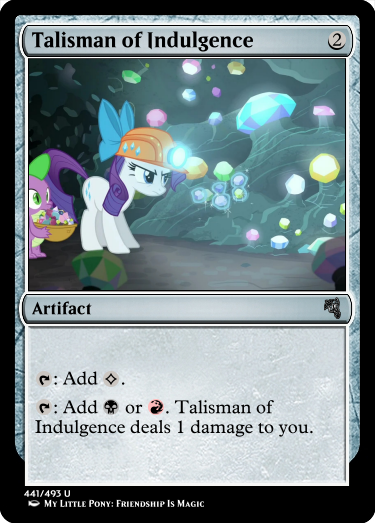 Talisman of Indulgence 2
Artifact
: Add .
: Add or . Talisman of
Indulgence deals 1 damage to you.
441/493 U
My Little Pony: Friendship Is Magic